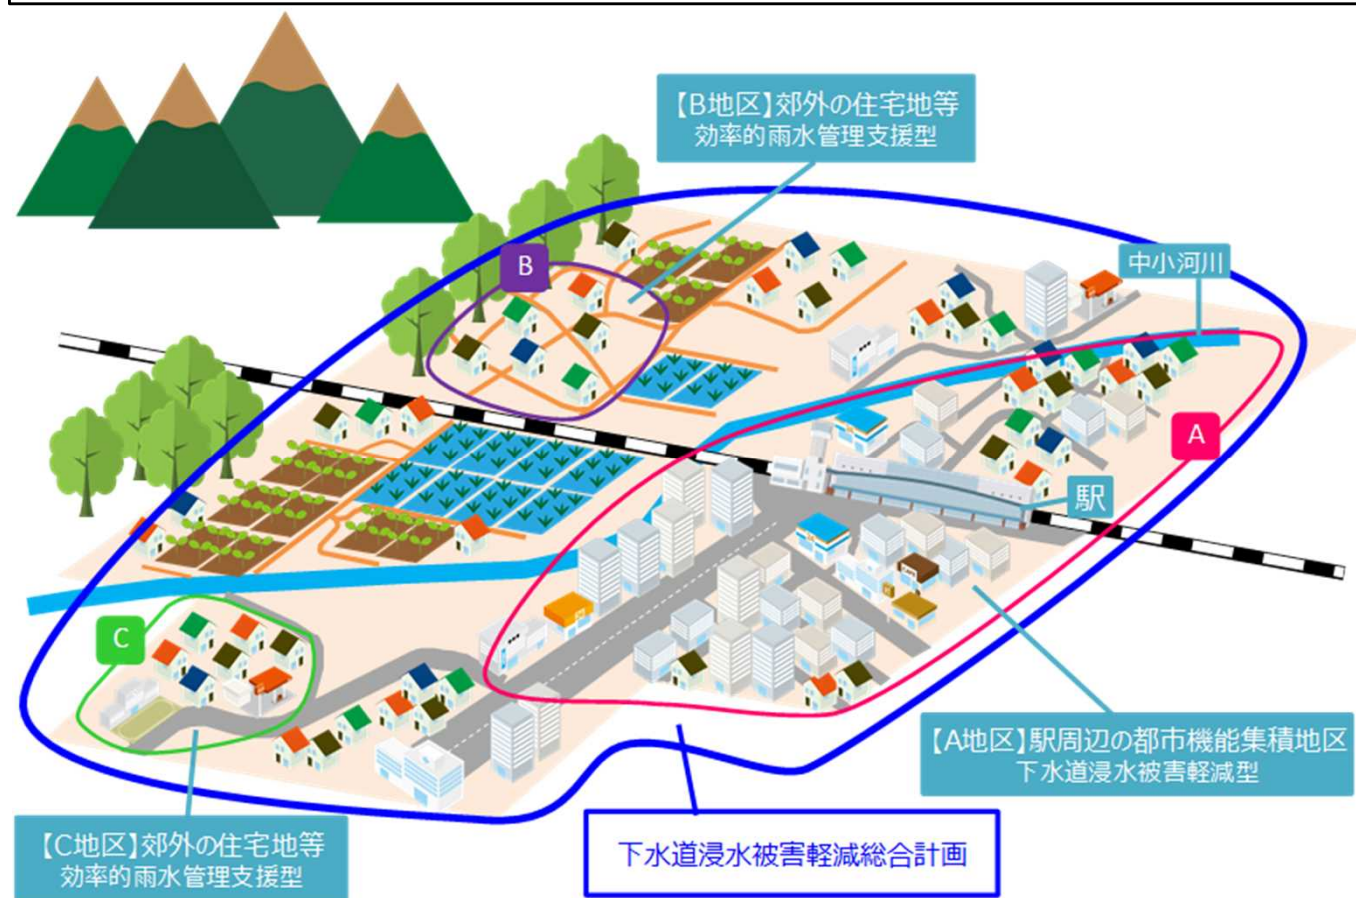 【B地区】郊外の住宅地等
効率的雨水管理支援型
B
中小河川
A
駅
C
【A地区】駅周辺の都市機能集積地区
下水道浸水被害軽減型
【C地区】郊外の住宅地等
効率的雨水管理支援型
下水道浸水被害軽減総合計画